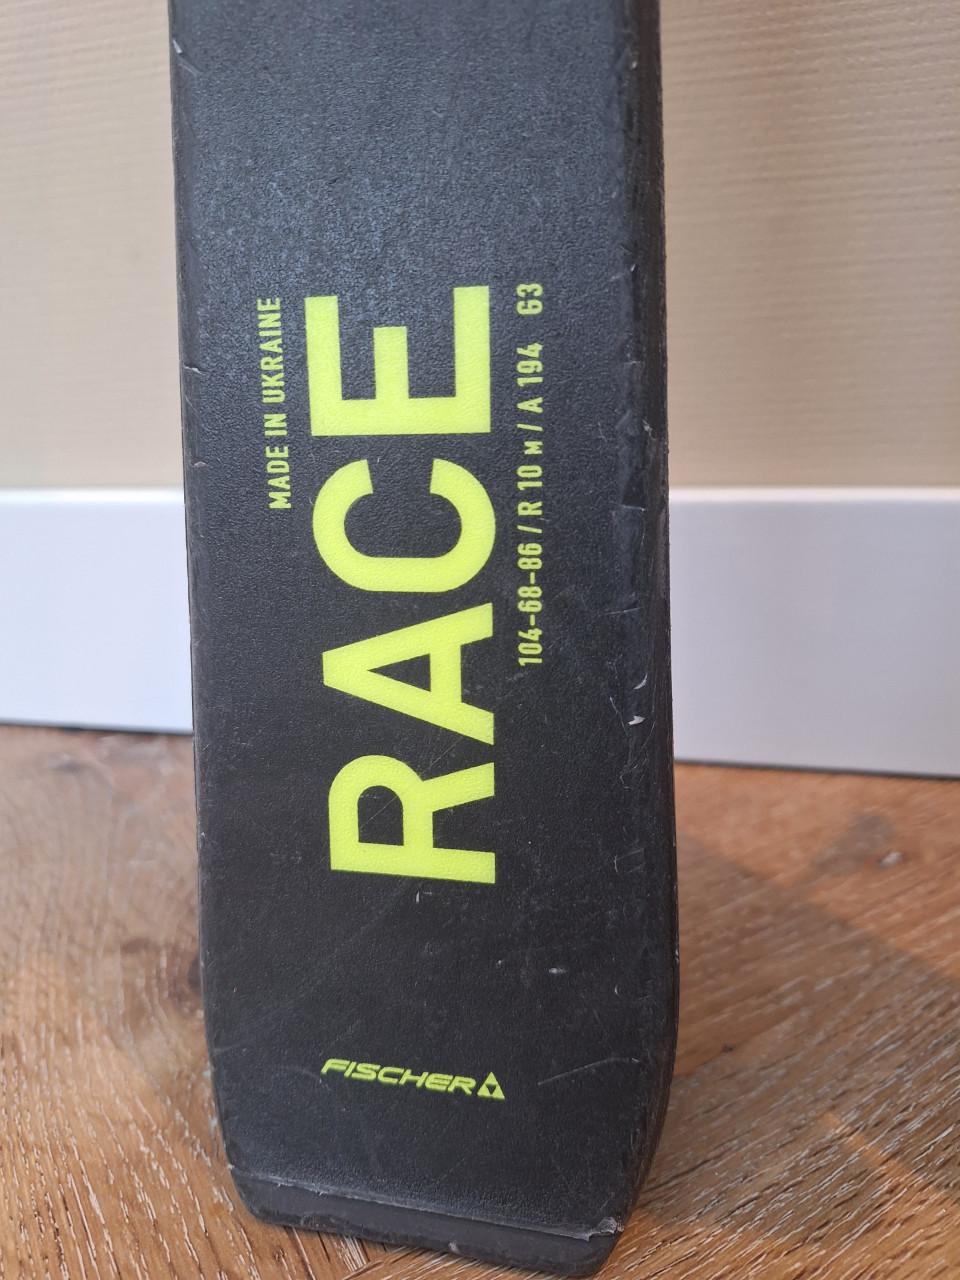 MADE IN UKRAINE
RACE
104-68-86 / R 10 M / A 194 63
FISCHER